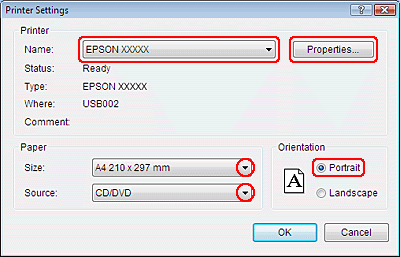 Printer Settings
Printer
Name: EPSON XXXXX Properties...
Status: Ready
Type: EPSON XXXXX
Where: USB002
Comment:
Paper Orientation
Size: A4 210 x 297 mm Portrait
A
Source: CD/DVD Landscape
OK Cancel